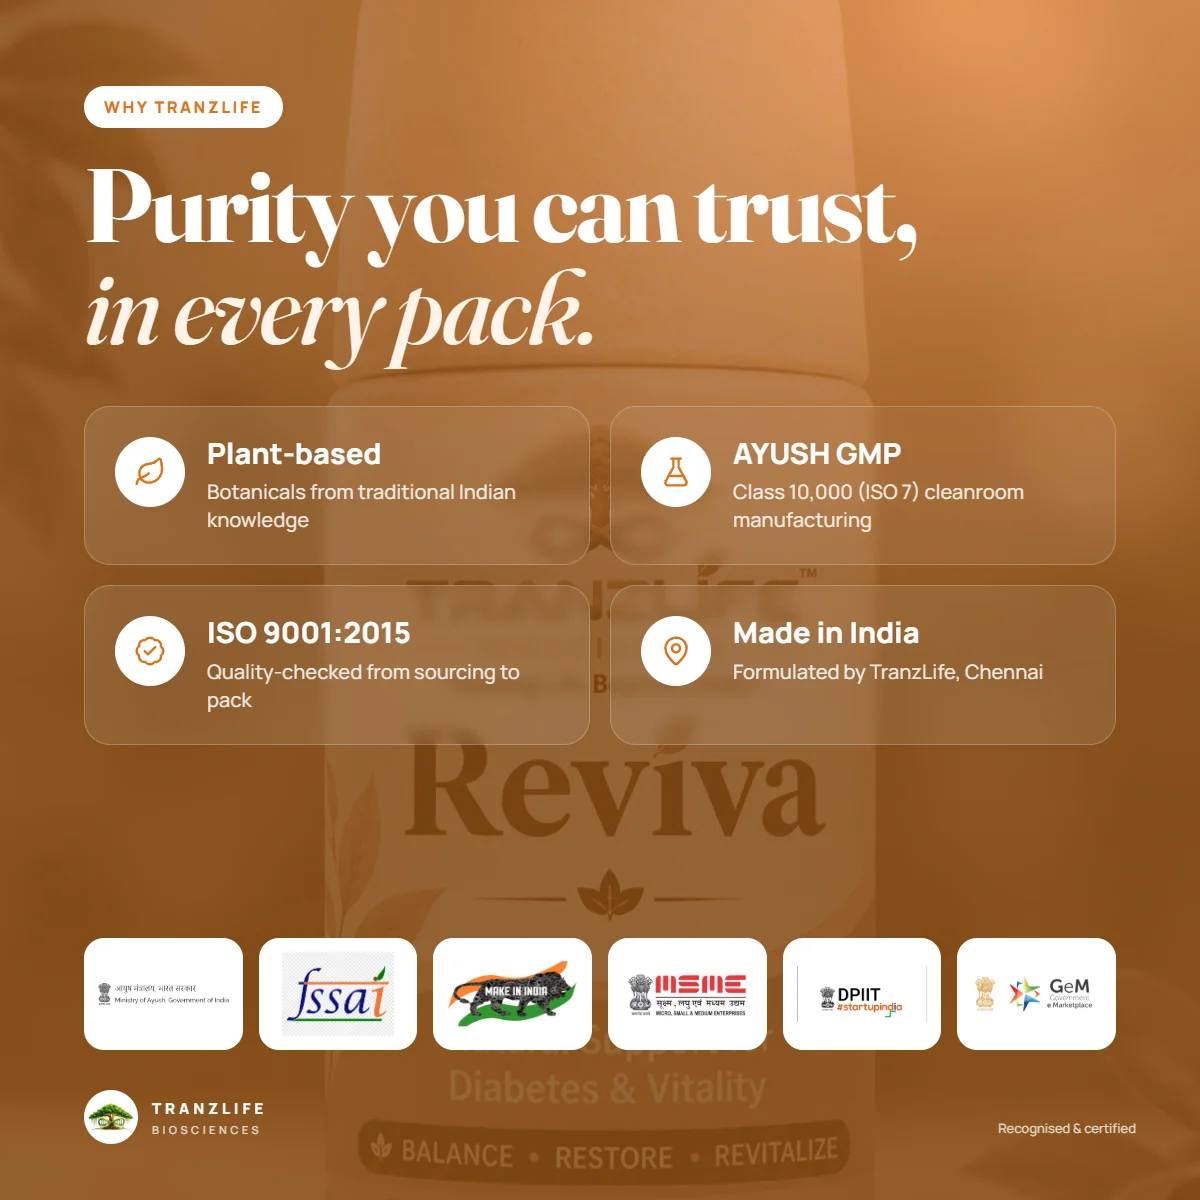 WHY TRANZLIFE
Purity you can trust,
in every pack.
Plant-based
Botanicals from traditional Indian
knowledge
AYUSH GMP
Class 10,000 (ISO 7) cleanroom
manufacturing
ISO 9001:2015
Quality-checked from sourcing to
pack
Made in India
Formulated by TranzLife, Chennai
TRANZLIFE™
Reviva
आयुष मंत्रालय, भारत सरकार
Ministry of Ayush, Government of India
fssai
MAKE IN INDIA
MSME
सूक्ष्म, लघु एवं मध्यम उद्यम
MICRO, SMALL & MEDIUM ENTERPRISES
DPIIT
#startupindia
GeM
Government
e Marketplace
Support
Diabetes & Vitality
BALANCE • RESTORE • REVITALIZE
TRANZLIFE
BIOSCIENCES
Recognised & certified